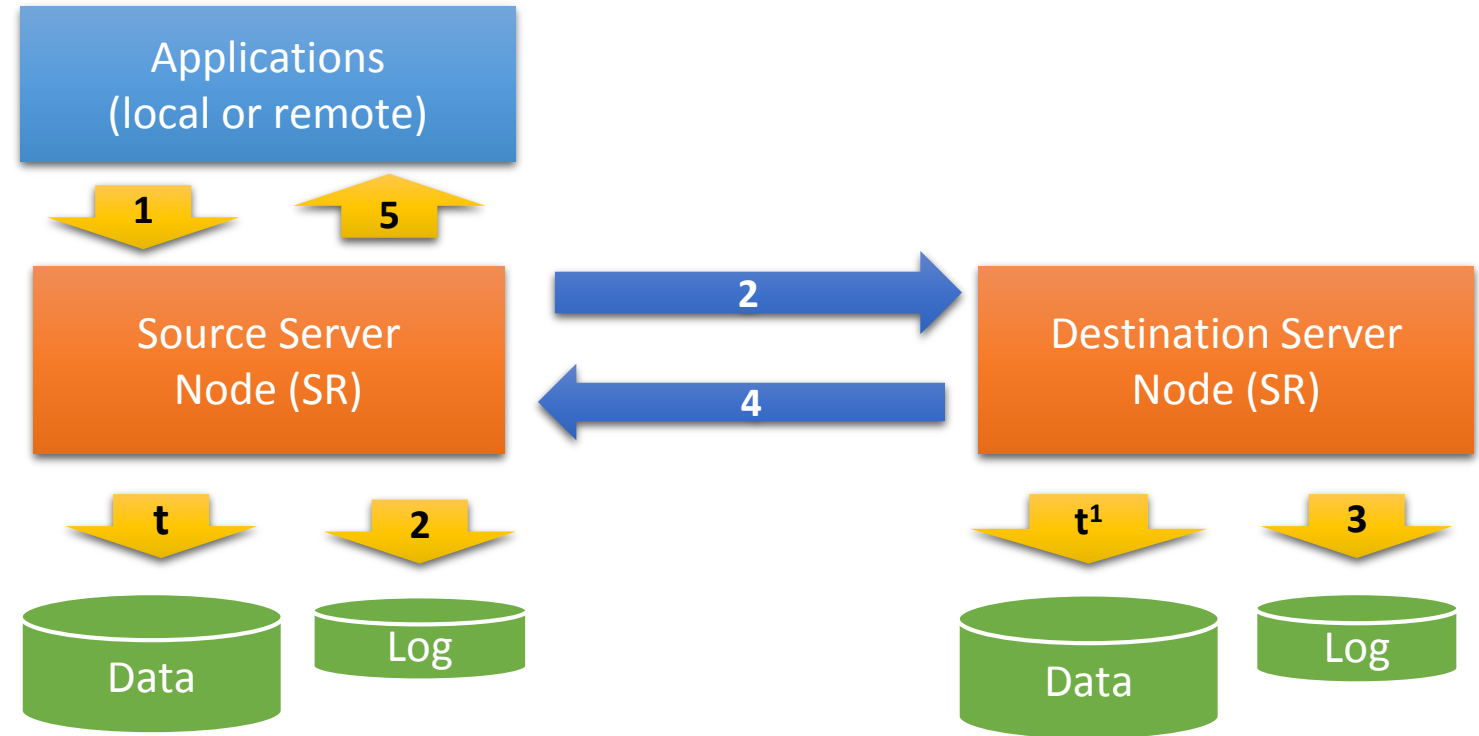 Applications
(local or remote)
1
5
Source Server
Node (SR)
2
4
Destination Server
Node (SR)
t
2
t¹
3
Data
Log
Data
Log